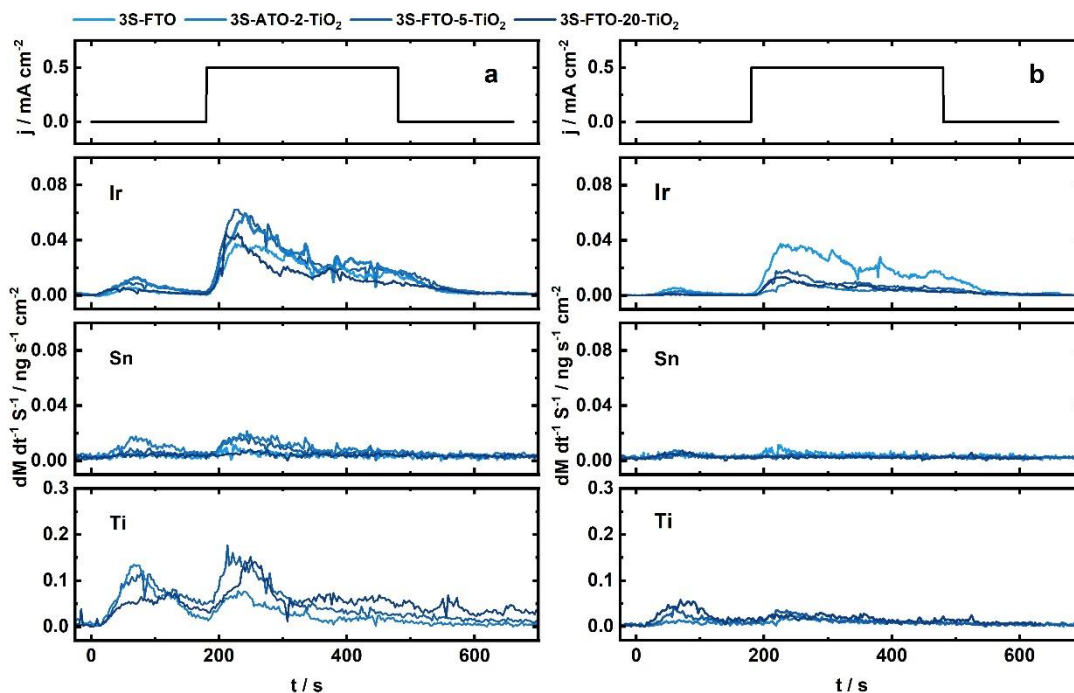 3S-FTO 3S-ATO-2-TiO₂ 3S-FTO-5-TiO₂ 3S-FTO-20-TiO₂
j / mA cm⁻²
0.5
0.0
a
j / mA cm⁻²
0.5
0.0
b
dM dt⁻¹ S⁻¹ / ng s⁻¹ cm⁻²
0.08
0.04
0.00
Ir
0.08
0.04
0.00
Sn
0.3
0.2
0.1
0.0
Ti
0 200 400 600
t / s
dM dt⁻¹ S⁻¹ / ng s⁻¹ cm⁻²
0.08
0.04
0.00
Ir
0.08
0.04
0.00
Sn
0.3
0.2
0.1
0.0
Ti
0 200 400 600
t / s